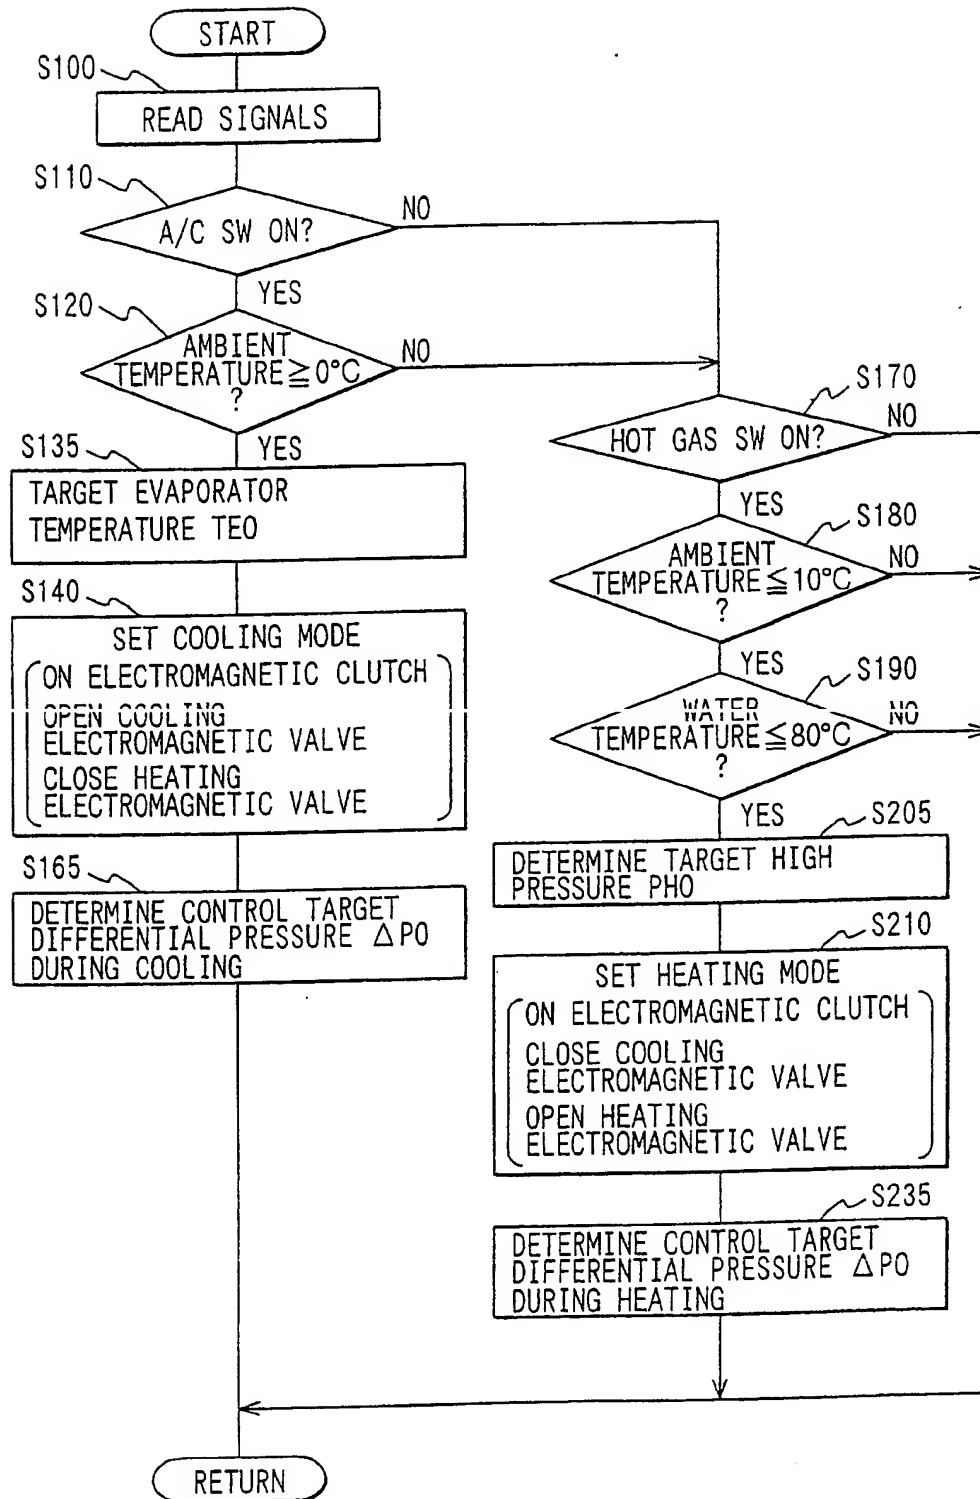 START
S100
READ SIGNALS
S110
A/C SW ON?
NO
YES
S120
AMBIENT
TEMPERATURE≧0°C
?
NO
YES
S135
TARGET EVAPORATOR
TEMPERATURE TEO
S140
SET COOLING MODE
ON ELECTROMAGNETIC CLUTCH
OPEN COOLING
ELECTROMAGNETIC VALVE
CLOSE HEATING
ELECTROMAGNETIC VALVE
S165
DETERMINE CONTROL TARGET
DIFFERENTIAL PRESSURE △PO
DURING COOLING
S170
HOT GAS SW ON?
NO
YES
S180
AMBIENT
TEMPERATURE≦10°C
?
NO
YES
S190
WATER
TEMPERATURE≦80°C
?
NO
YES
S205
DETERMINE TARGET HIGH
PRESSURE PHO
S210
SET HEATING MODE
ON ELECTROMAGNETIC CLUTCH
CLOSE COOLING
ELECTROMAGNETIC VALVE
OPEN HEATING
ELECTROMAGNETIC VALVE
S235
DETERMINE CONTROL TARGET
DIFFERENTIAL PRESSURE △PO
DURING HEATING
RETURN